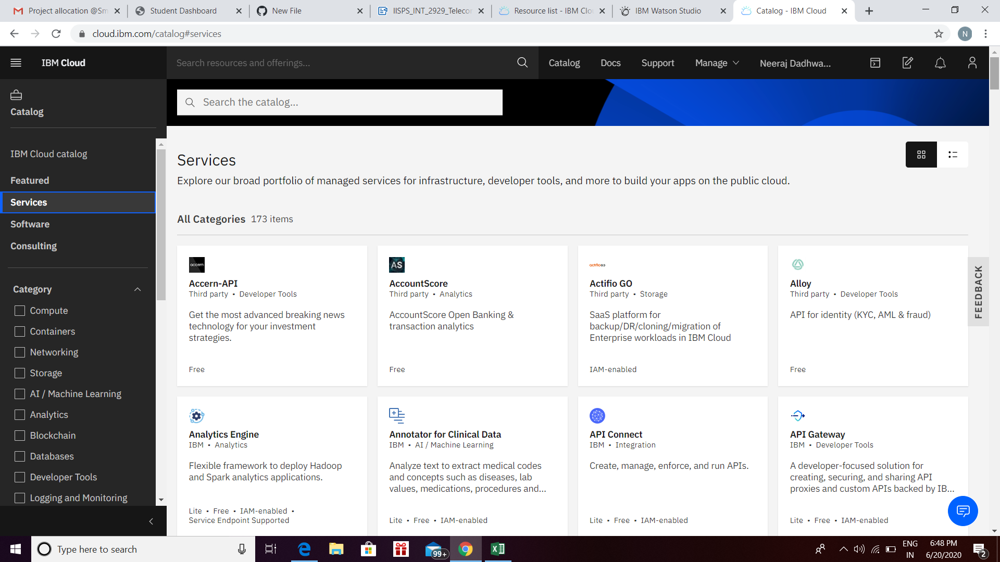 Project allocation @Sm
Student Dashboard
New File
IISPS_INT_2929_Telecor
Resource list - IBM Clo
IBM Watson Studio
Catalog - IBM Cloud
cloud.ibm.com/catalog#services
N
IBM Cloud
Search resources and offerings...
Catalog
Docs
Support
Manage
Neeraj Dadhwa...
Catalog
Search the catalog...
IBM Cloud catalog
Featured
Services
Software
Consulting
Category
Compute
Containers
Networking
Storage
AI / Machine Learning
Analytics
Blockchain
Databases
Developer Tools
Logging and Monitoring
Services
Explore our broad portfolio of managed services for infrastructure, developer tools, and more to build your apps on the public cloud.
All Categories 173 items
accern
Accern-API
Third party • Developer Tools
Get the most advanced breaking news
technology for your investment
strategies.
Free
AS
AccountScore
Third party • Analytics
AccountScore Open Banking &
transaction analytics
Free
actifioGO
Actifio GO
Third party • Storage
SaaS platform for
backup/DR/cloning/migration of
Enterprise workloads in IBM Cloud
IAM-enabled
Alloy
Third party • Developer Tools
API for identity (KYC, AML & fraud)
Free
Analytics Engine
IBM • Analytics
Flexible framework to deploy Hadoop
and Spark analytics applications.
Lite • Free • IAM-enabled •
Service Endpoint Supported
Annotator for Clinical Data
IBM • AI / Machine Learning
Analyze text to extract medical codes
and concepts such as diseases, lab
values, medications, procedures and...
Lite • Free • IAM-enabled
API Connect
IBM • Integration
Create, manage, enforce, and run APIs.
Lite • Free • IAM-enabled
API Gateway
IBM • Developer Tools
A developer-focused solution for
creating, securing, and sharing API
proxies and custom APIs backed by IB...
Lite • Free • IAM-enabled
FEEDBACK
Type here to search
99+
ENG
IN
6:48 PM
6/20/2020
2